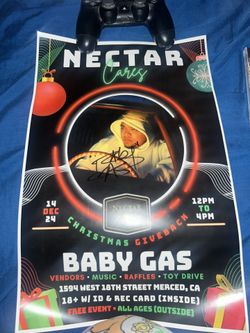 NECTAR
Cares
14
DEC
24
12PM
TO
4PM
CHRISTMAS GIVEBACK
BABY GAS
VENDORS • MUSIC • RAFFLES • TOY DRIVE
1594 WEST 18TH STREET MERCED, CA
18+ W/ ID & REC CARD (INSIDE)
FREE EVENT • ALL AGES (OUTSIDE)